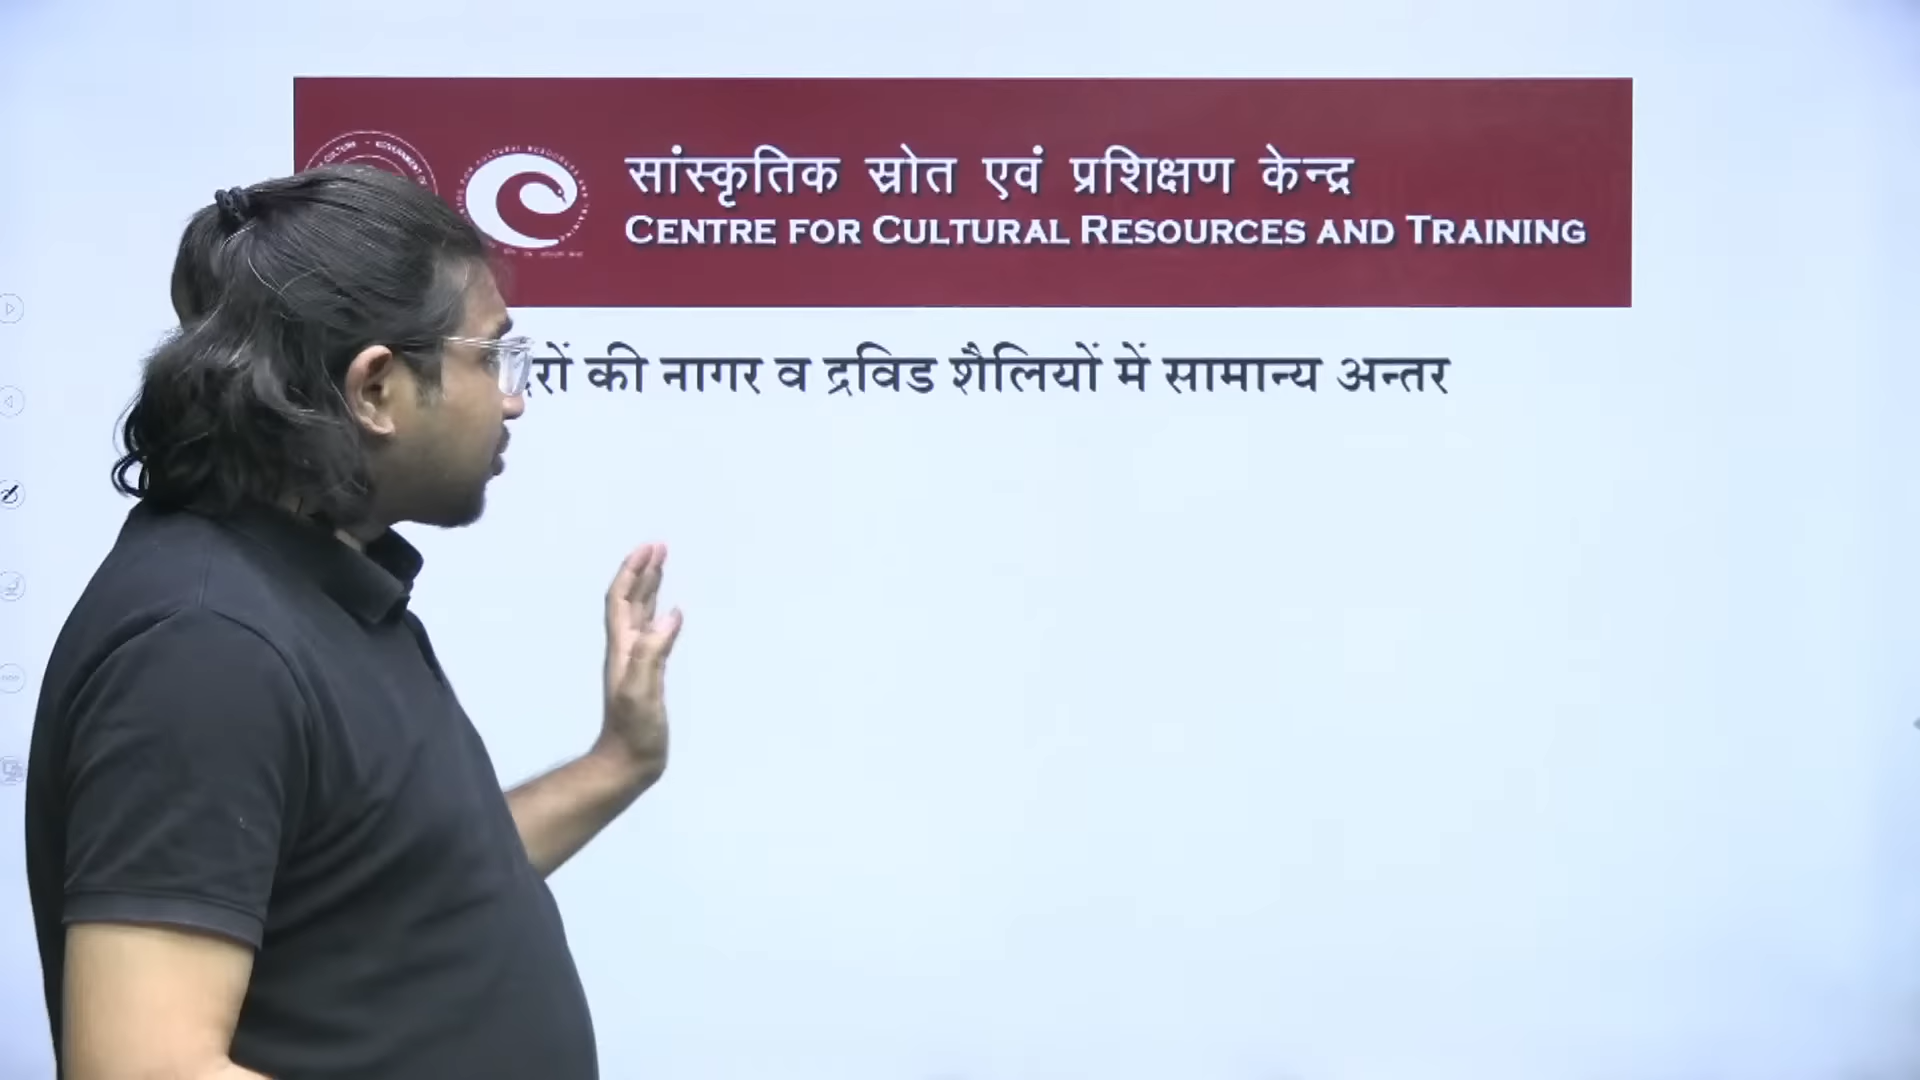 सांस्कृतिक स्रोत एवं प्रशिक्षण केन्द्र
CENTRE FOR CULTURAL RESOURCES AND TRAINING
की नागर व द्रविड शैलियों में सामान्य अन्तर